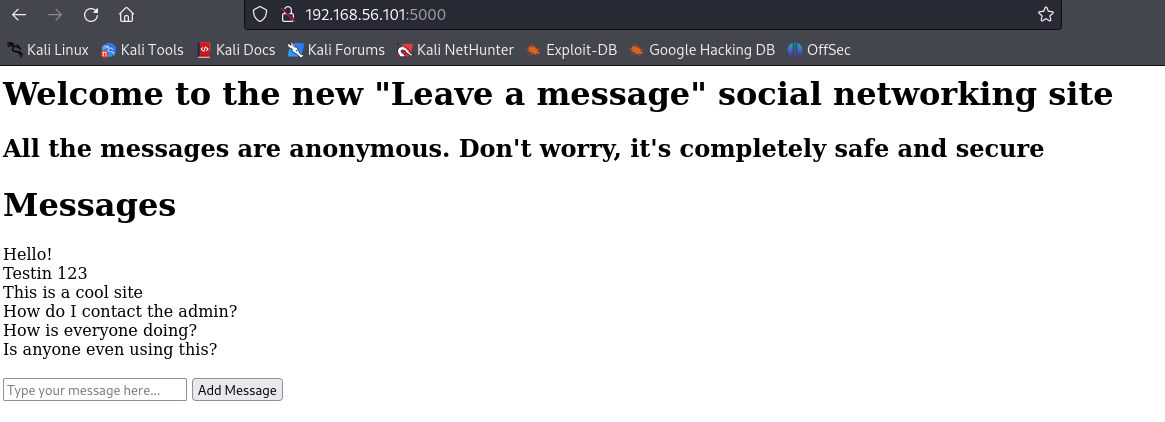 192.168.56.101:5000
Kali Linux Kali Tools Kali Docs Kali Forums Kali NetHunter Exploit-DB Google Hacking DB OffSec
Welcome to the new "Leave a message" social networking site
All the messages are anonymous. Don't worry, it's completely safe and secure
Messages
Hello!
Testin 123
This is a cool site
How do I contact the admin?
How is everyone doing?
Is anyone even using this?
Type your message here... Add Message